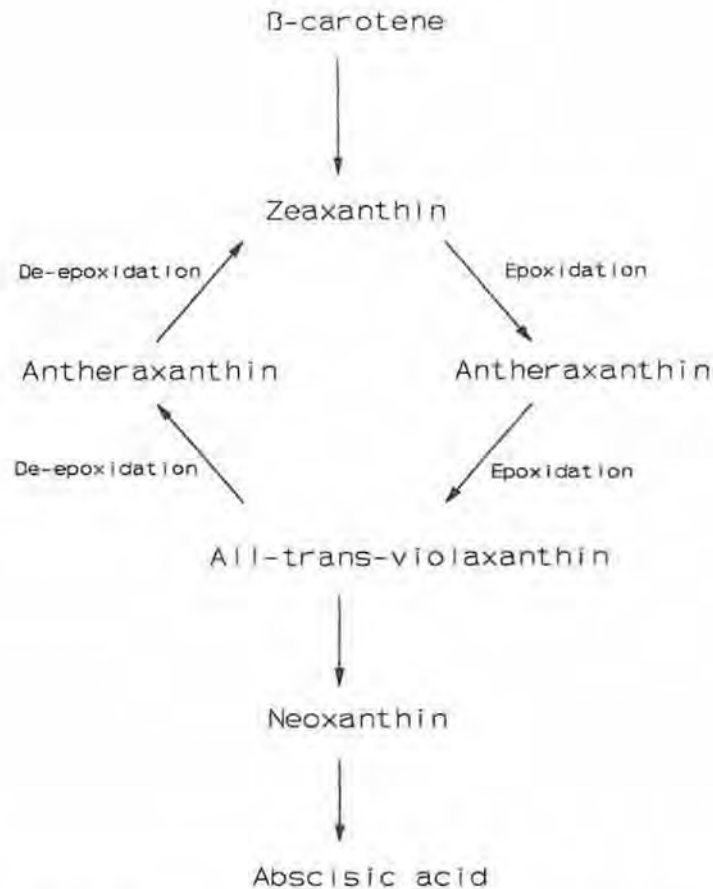 ß-carotene
Zeaxanthin
De-epoxidation
Epoxidation
Antheraxanthin
Antheraxanthin
De-epoxidation
Epoxidation
All-trans-violaxanthin
Neoxanthin
Abscisic acid